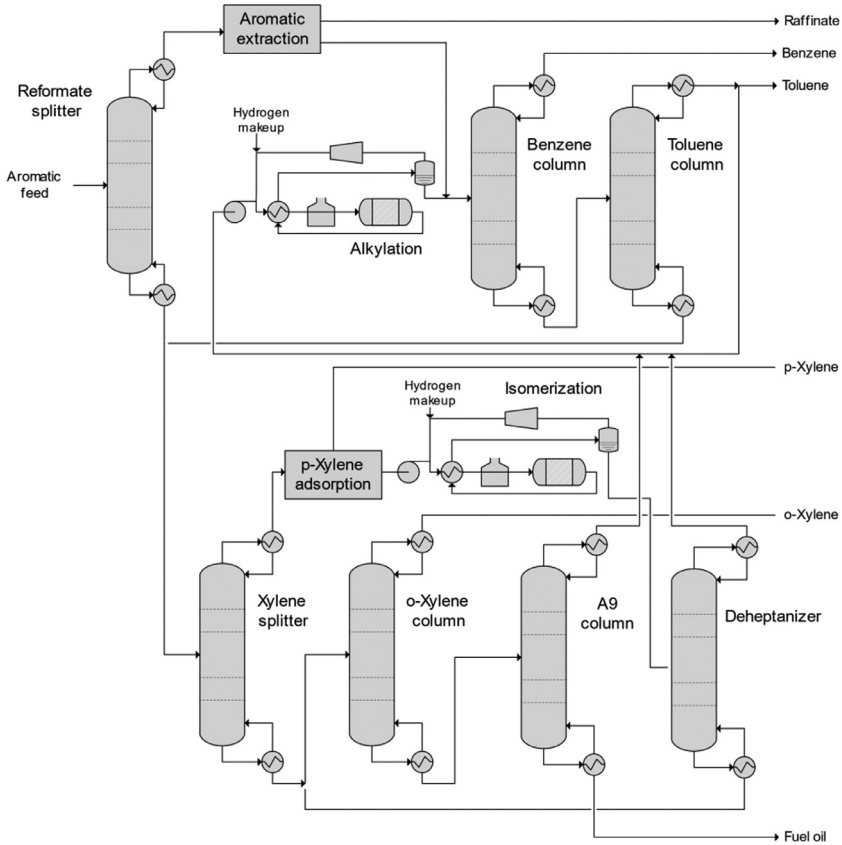 Aromatic
extraction
Raffinate
Benzene
Toluene
Reformate
splitter
Hydrogen
makeup
Benzene
column
Toluene
column
Aromatic
feed
Alkylation
p-Xylene
Hydrogen
makeup
Isomerization
p-Xylene
adsorption
o-Xylene
Xylene
splitter
o-Xylene
column
A9
column
Deheptanizer
Fuel oil